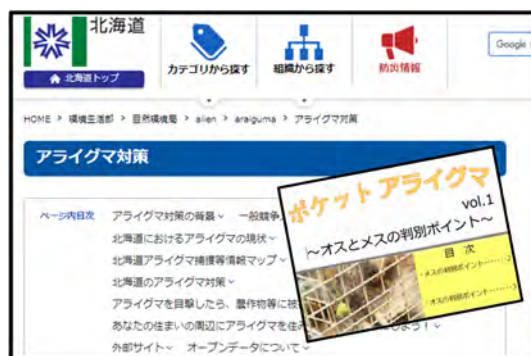 北海道
北海道トップ
カテゴリから探す
組織から探す
防災情報
Google
HOME > 環境生活部 > 自然環境局 > alien > araiguma > アライグマ対策
アライグマ対策
ページ内目次
アライグマ対策の背景 一般競争
北海道におけるアライグマの現状
北海道アライグマ捕獲等情報マップ
北海道のアライグマ対策
アライグマを目撃したら、農作物等に被
あなたの住まいの周辺にアライグマを住み しよう!
外部サイト オープンデータについて
ポケット アライグマ
vol.1
~オスとメスの判別ポイント~
目 次
・オスの判別ポイント
・オスの判別ポイント